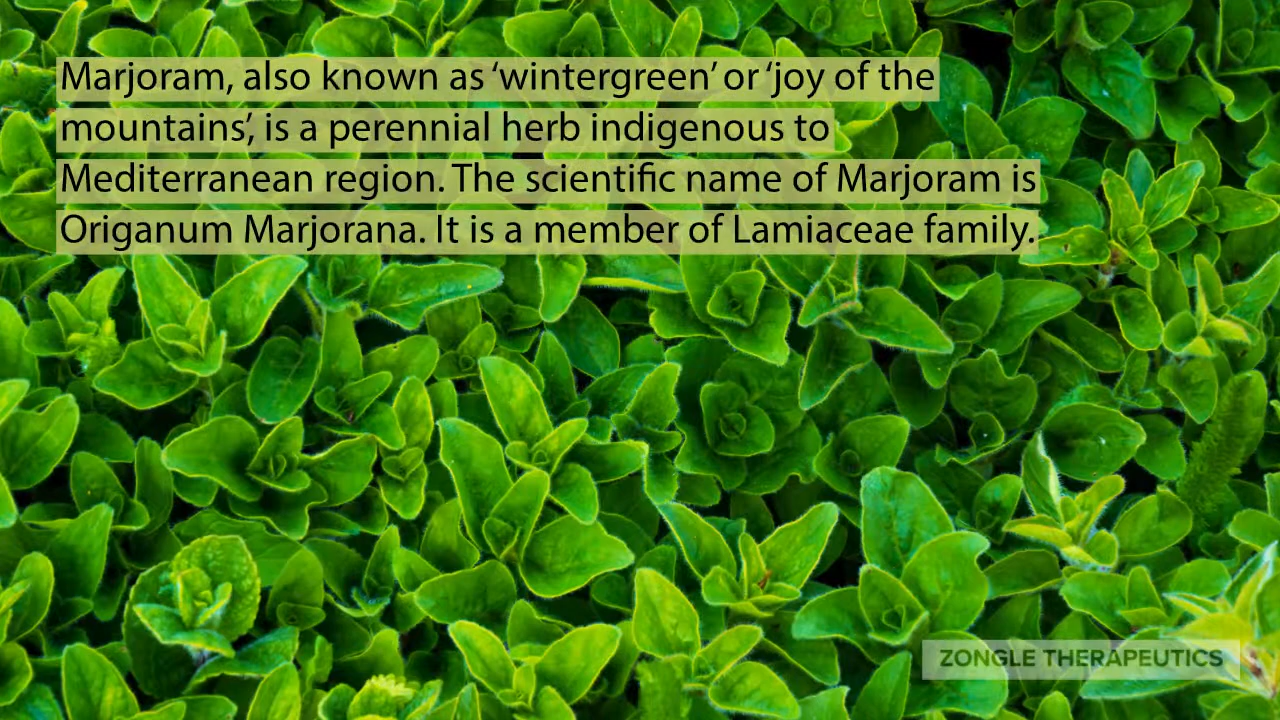 Marjoram, also known as ‘wintergreen’ or ‘joy of the
mountains’, is a perennial herb indigenous to
Mediterranean region. The scientific name of Marjoram is
Origanum Marjorana. It is a member of Lamiaceae family.
ZONGLE THERAPEUTICS